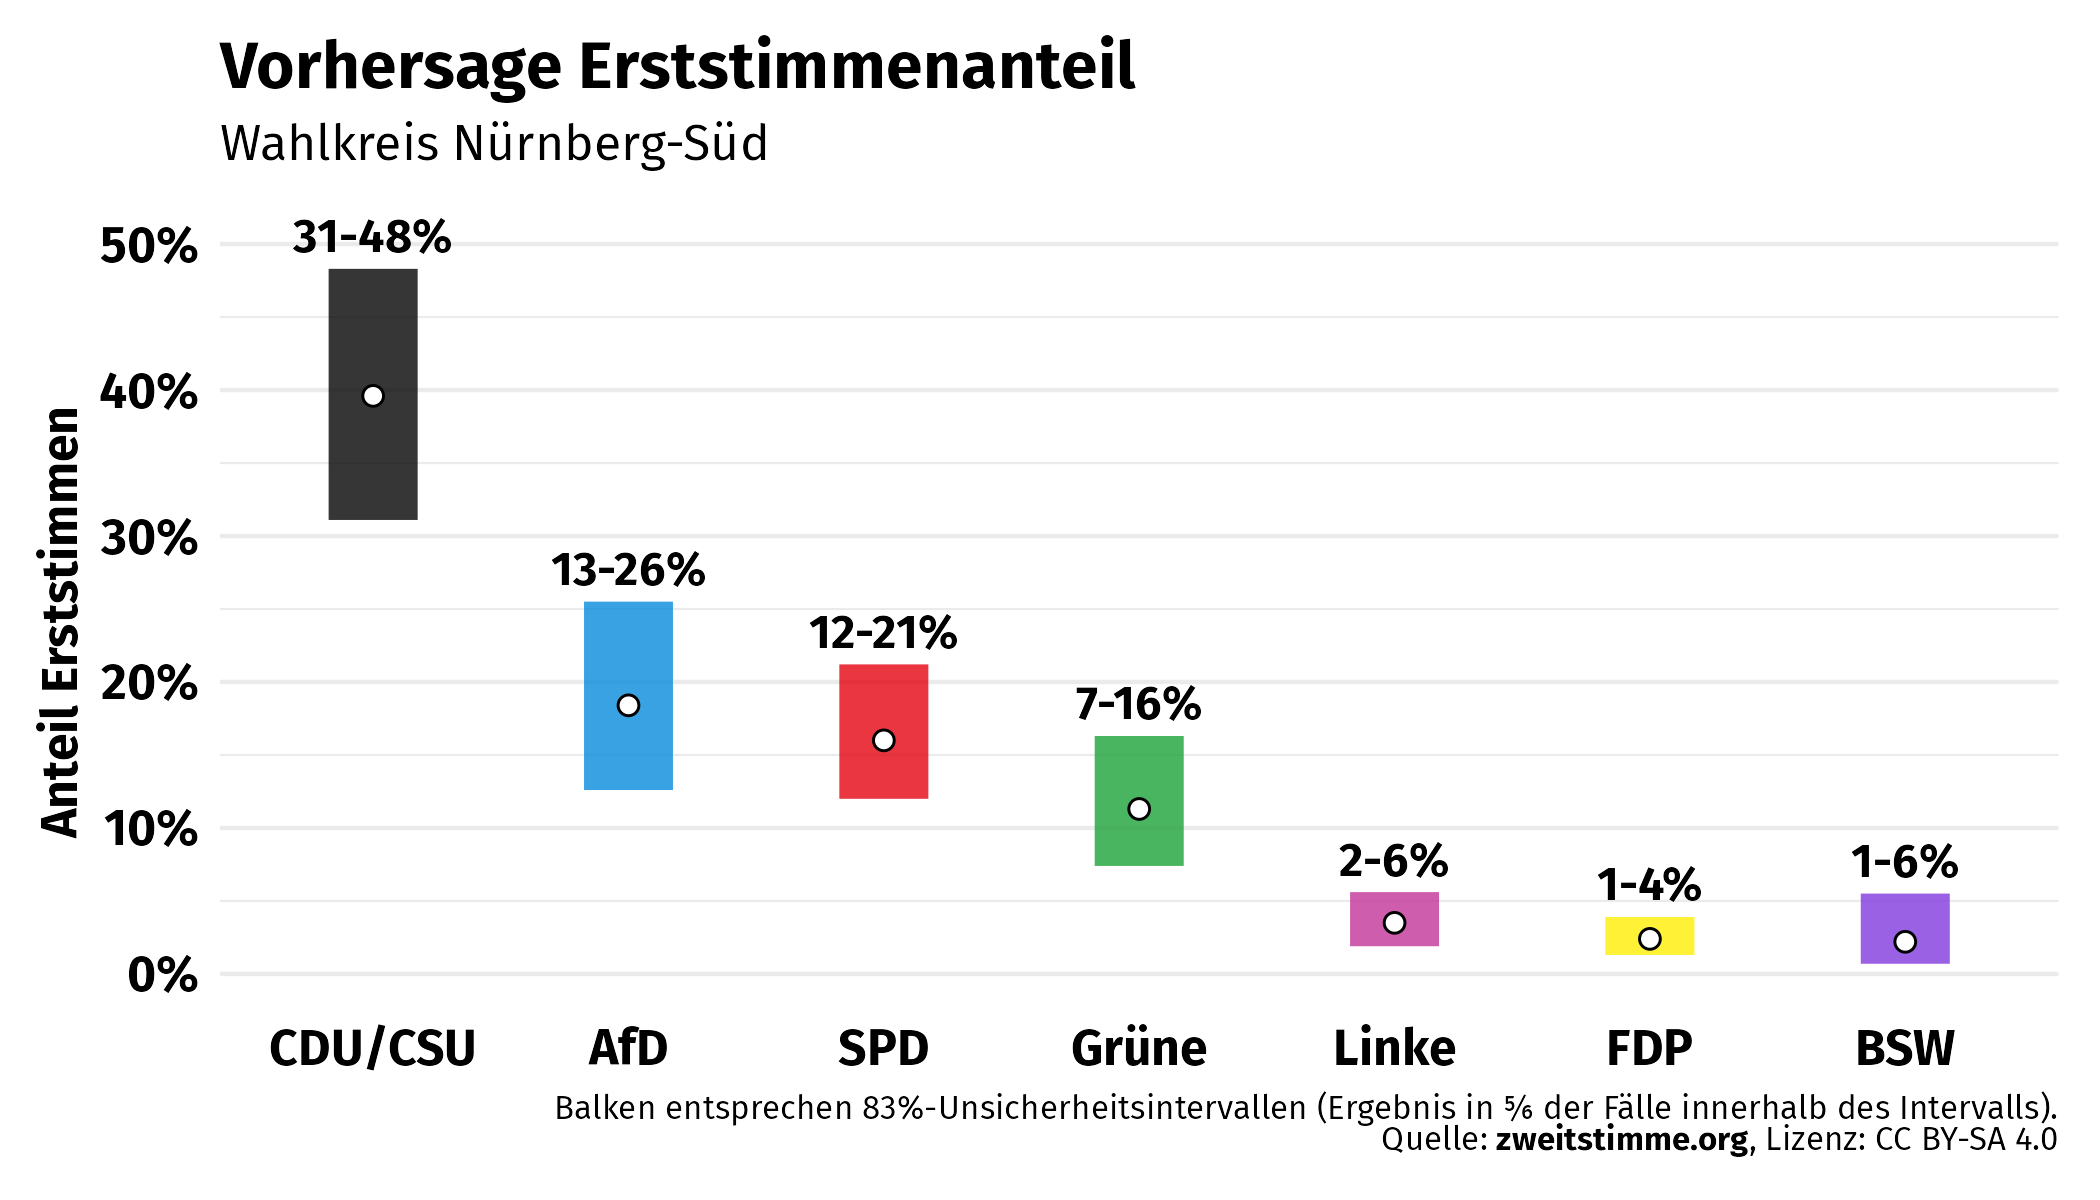 Vorhersage Erststimmenanteil
Wahlkreis Nürnberg-Süd
Anteil Erststimmen
50%
40%
30%
20%
10%
0%
31-48%
13-26%
12-21%
7-16%
2-6%
1-4%
1-6%
CDU/CSU
AfD
SPD
Grüne
Linke
FDP
BSW
Balken entsprechen 83%-Unsicherheitsintervallen (Ergebnis in ⅚ der Fälle innerhalb des Intervalls).
Quelle: zweitstimme.org, Lizenz: CC BY-SA 4.0